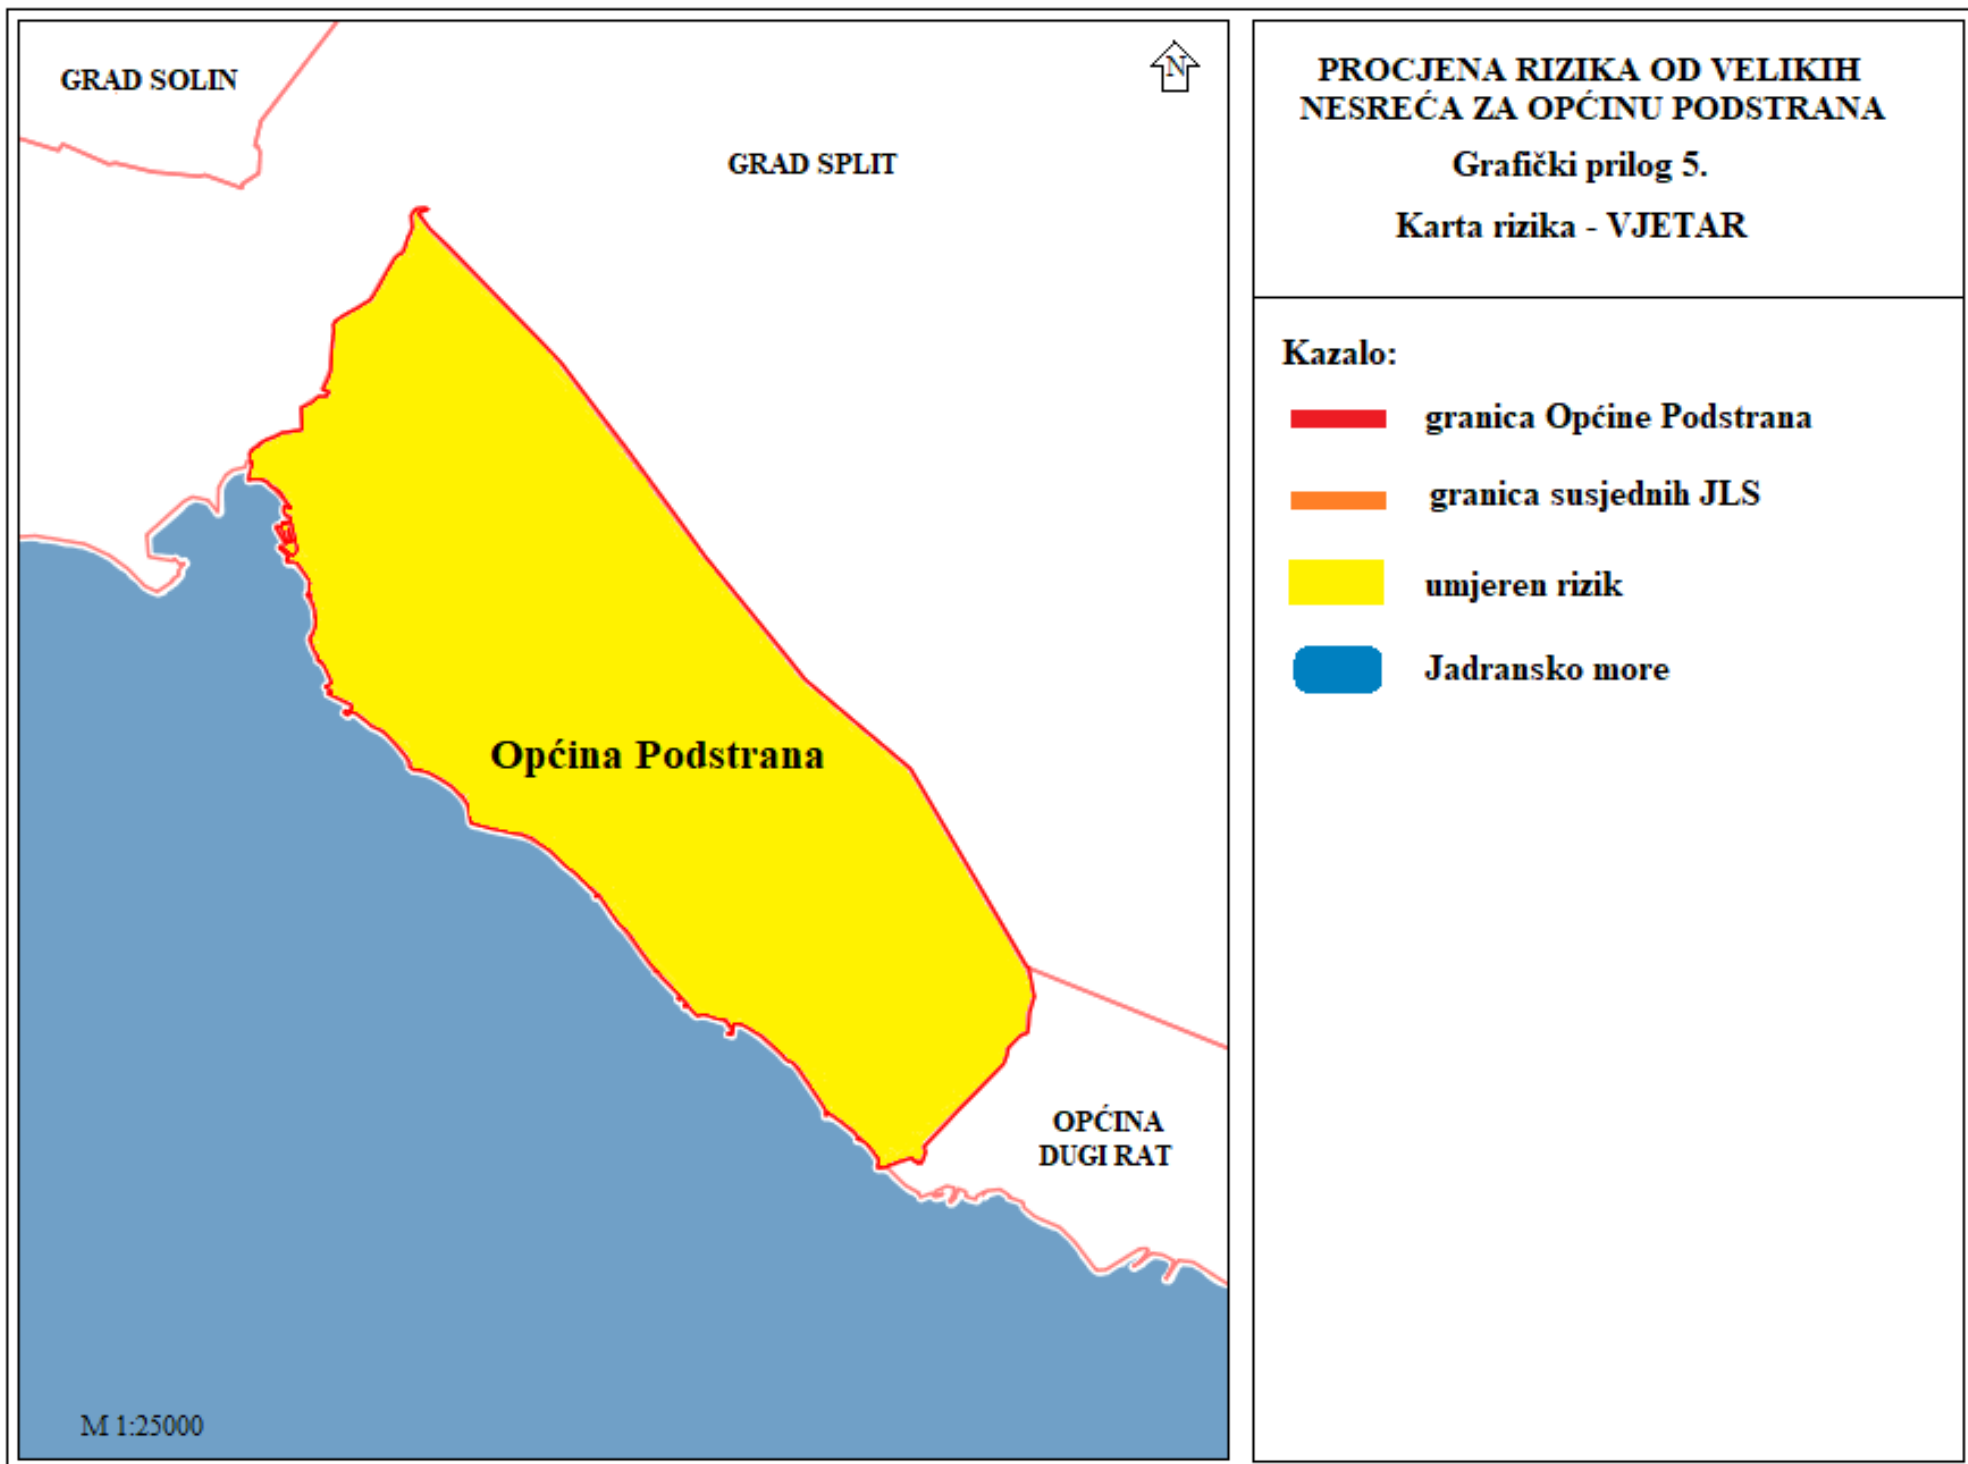 GRAD SOLIN
N
GRAD SPLIT
Općina Podstrana
OPĆINA
DUGI RAT
M 1:25000
PROCJENA RIZIKA OD VELIKIH
NESREĆA ZA OPĆINU PODSTRANA
Grafički prilog 5.
Karta rizika - VJETAR
Kazalo:
granica Općine Podstrana
granica susjednih JLS
umjeren rizik
Jadransko more